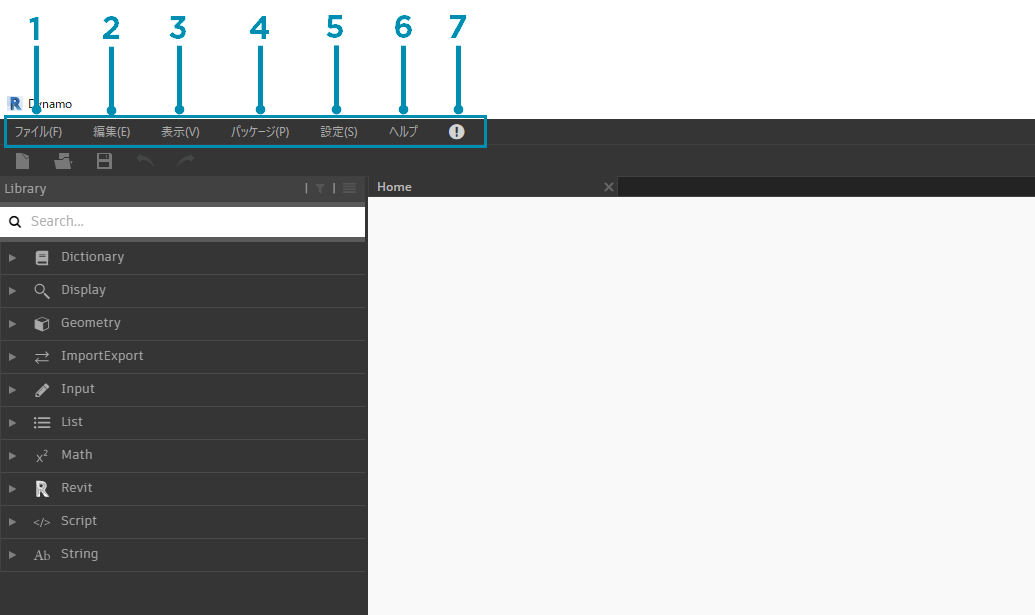 1 2 3 4 5 6 7
Dynamo
ファイル(F) 編集(E) 表示(V) パッケージ(P) 設定(S) ヘルプ
Library
Home
Search...
Dictionary
Display
Geometry
ImportExport
Input
List
Math
Revit
Script
String